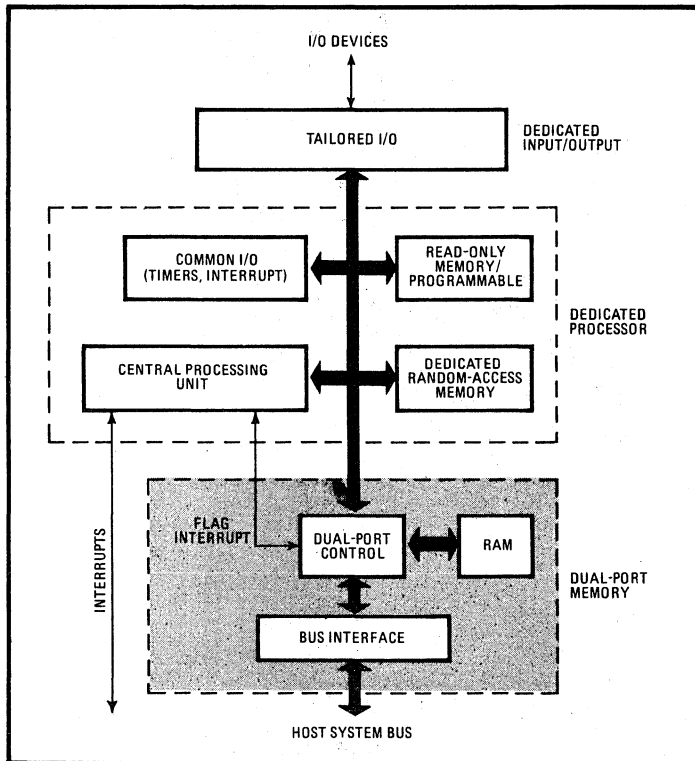 I/O DEVICES
TAILORED I/O
DEDICATED
INPUT/OUTPUT
COMMON I/O
(TIMERS, INTERRUPT)
READ-ONLY
MEMORY/
PROGRAMMABLE
DEDICATED
PROCESSOR
CENTRAL PROCESSING
UNIT
DEDICATED
RANDOM-ACCESS
MEMORY
INTERRUPTS
FLAG
INTERRUPT
DUAL-PORT
CONTROL
RAM
DUAL-PORT
MEMORY
BUS INTERFACE
HOST SYSTEM BUS